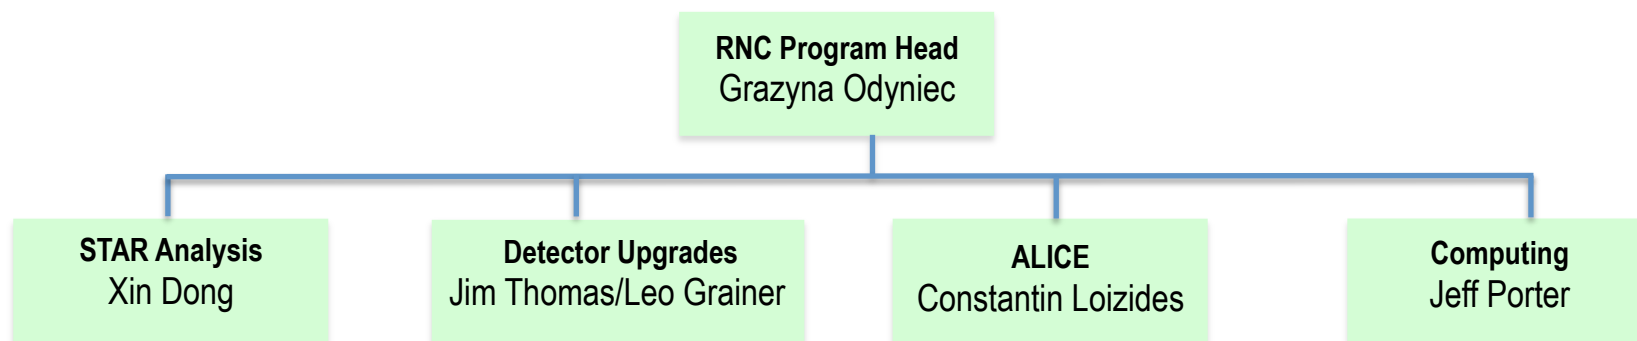 RNC Program Head
Grazyna Odyniec
STAR Analysis
Xin Dong
Detector Upgrades
Jim Thomas/Leo Grainer
ALICE
Constantin Loizides
Computing
Jeff Porter